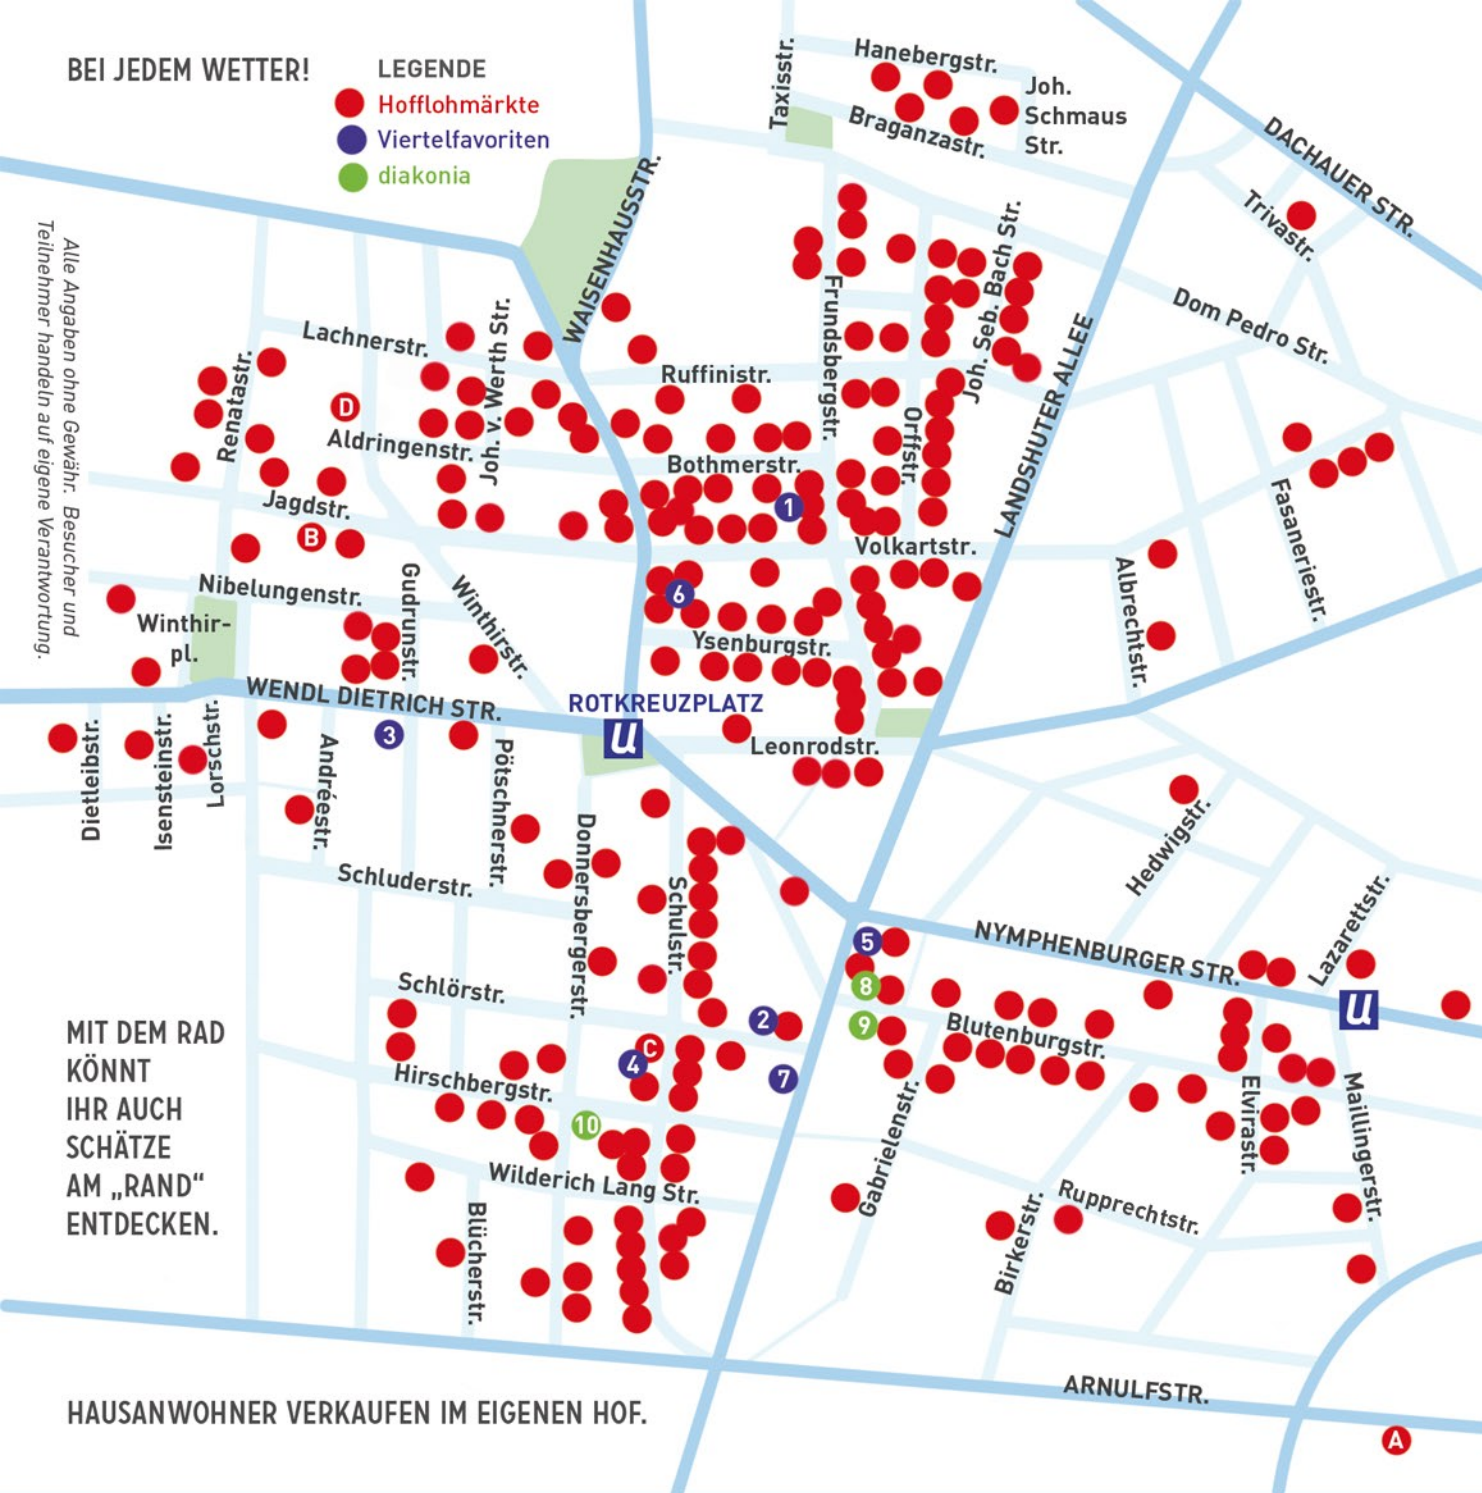 BEI JEDEM WETTER!
LEGENDE
Hofflohmärkte
Viertelfavoriten
diakonia
Alle Angaben ohne Gewähr. Besucher und
Teilnehmer handeln auf eigene Verantwortung.
Taxisstr.
Hanebergstr.
Joh.
Schmaus
Str.
Braganzastr.
DACHAUER STR.
Trivastr.
WAISENHAUSSTR.
Joh. Seb. Bach Str.
Dom Pedro Str.
Frundsbergstr.
Lachnerstr.
Joh. v. Werth Str.
Renatastr.
Ruffinistr.
LANDSHUTER ALLEE
D
Aldringenstr.
Orffstr.
Bothmerstr.
Jagdstr.
1
B
Fasaneriestr.
Volkartstr.
Albrechtstr.
Nibelungenstr.
Gudrunstr.
Winthirstr.
6
Winthir-
pl.
Ysenburgstr.
WENDL DIETRICH STR.
ROTKREUZPLATZ
U
3
Leonrodstr.
Dietleibstr.
Isensteinstr.
Lorschstr.
Andréestr.
Pötschnerstr.
Donnersbergerstr.
Hedwigstr.
Schluderstr.
Schulstr.
5
NYMPHENBURGER STR.
Lazarettstr.
Schlörstr.
8
U
2
9
Blutenburgstr.
MIT DEM RAD
KÖNNT
IHR AUCH
SCHÄTZE
AM „RAND“
ENTDECKEN.
C
4
7
Hirschbergstr.
10
Gabrielenstr.
Elvirastr.
Maillingerstr.
Wilderich Lang Str.
Blücherstr.
Birkerstr.
Rupprechtstr.
ARNULFSTR.
HAUSANWOHNER VERKAUFEN IM EIGENEN HOF.
A